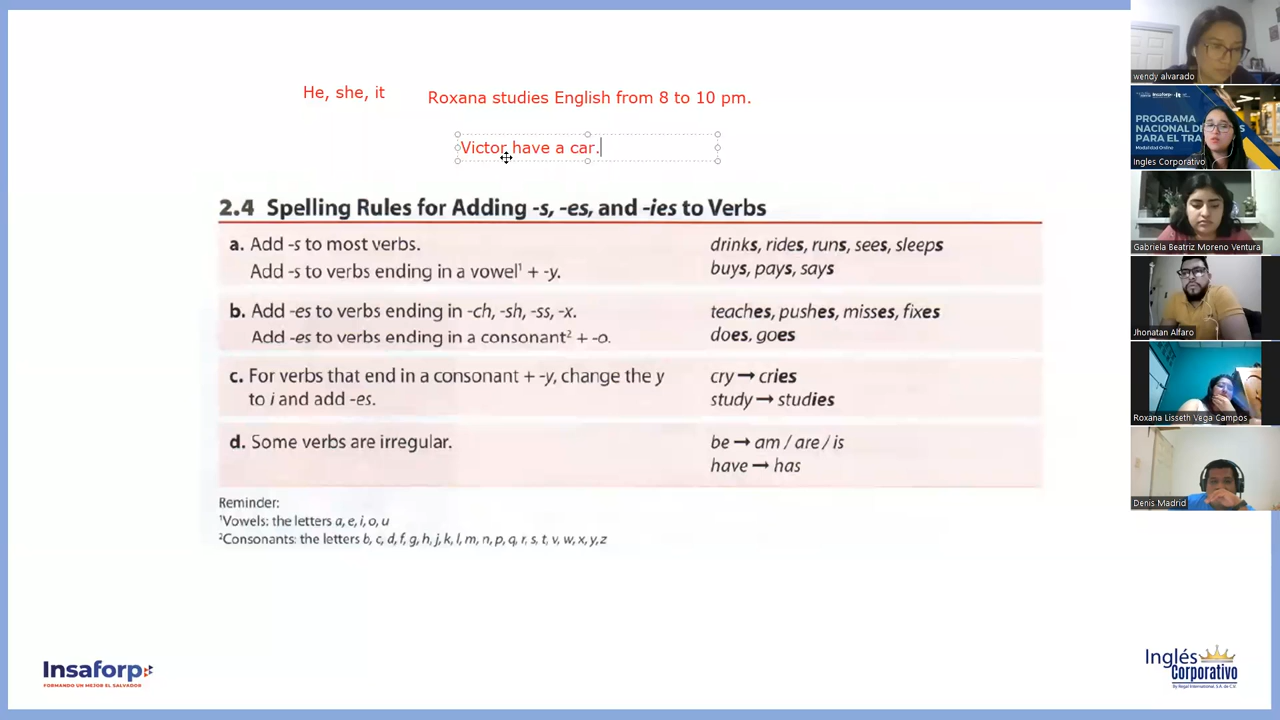 He, she, it
Roxana studies English from 8 to 10 pm.
Victor have a car.
2.4 Spelling Rules for Adding -s, -es, and -ies to Verbs
a. Add -s to most verbs.
drinks, rides, runs, sees, sleeps
Add -s to verbs ending in a vowel¹ + -y.
buys, pays, says
b. Add -es to verbs ending in -ch, -sh, -ss, -x.
teaches, pushes, misses, fixes
Add -es to verbs ending in a consonant² + -o.
does, goes
c. For verbs that end in a consonant + -y, change the y
cry → cries
to i and add -es.
study → studies
d. Some verbs are irregular.
be → am / are / is
have → has
Reminder:
¹Vowels: the letters a, e, i, o, u
²Consonants: the letters b, c, d, f, g, h, j, k, l, m, n, p, q, r, s, t, v, w, x, y, z
Insaforp
FORMANDO UN MEJOR EL SALVADOR
Inglés
Corporativo
By Regal International, S.A. de C.V
wendy alvarado
PROGRAMA
NACIONAL DE
PARA EL TRA
Modalidad Online
Ingles Corporativo
Gabriela Beatriz Moreno Ventura
Jhonatan Alfaro
Roxana Lisseth Vega Campos
Denis Madrid